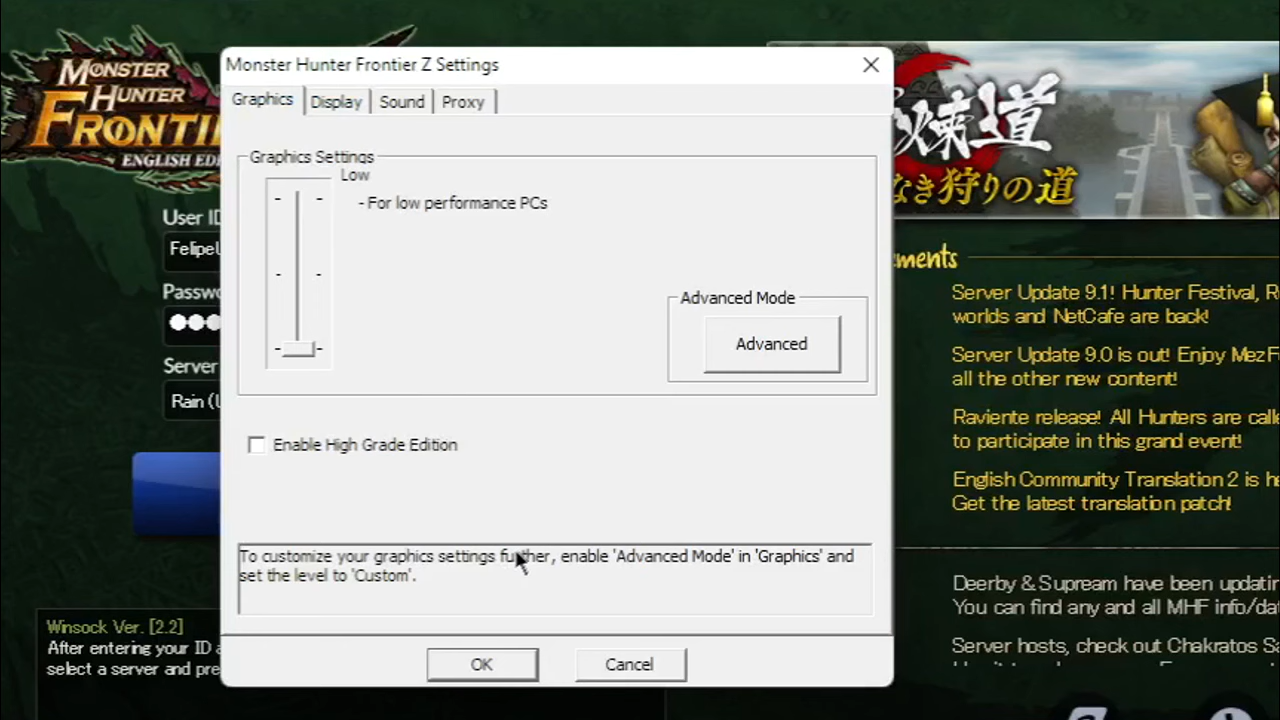 Monster Hunter Frontier Z Settings
Graphics
Display
Sound
Proxy
Graphics Settings
Low
- For low performance PCs
Advanced Mode
Advanced
Enable High Grade Edition
To customize your graphics settings further, enable 'Advanced Mode' in 'Graphics' and
set the level to 'Custom'.
OK
Cancel
MONSTER
HUNTER
FRONTI
ENGLISH EDI
User ID
Felipe
Passwo
Server
Rain (
Winsock Ver. [2.2]
After entering your ID a
select a server and pre
煉道
なき狩りの道
ements
Server Update 9.1! Hunter Festival, R
worlds and NetCafe are back!
Server Update 9.0 is out! Enjoy MezF
all the other new content!
Raviente release! All Hunters are calle
to participate in this grand event!
English Community Translation 2 is he
Get the latest translation patch!
Deerby & Supream have been updatin
You can find any and all MHF info/da
Server hosts, check out Chakratos Sa